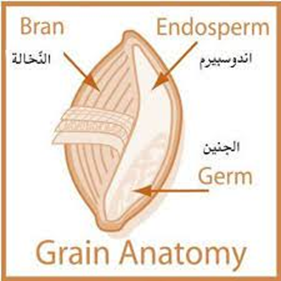 Bran
النّخالة
Endosperm
اندوسبيرم
الجنين
Germ
Grain Anatomy